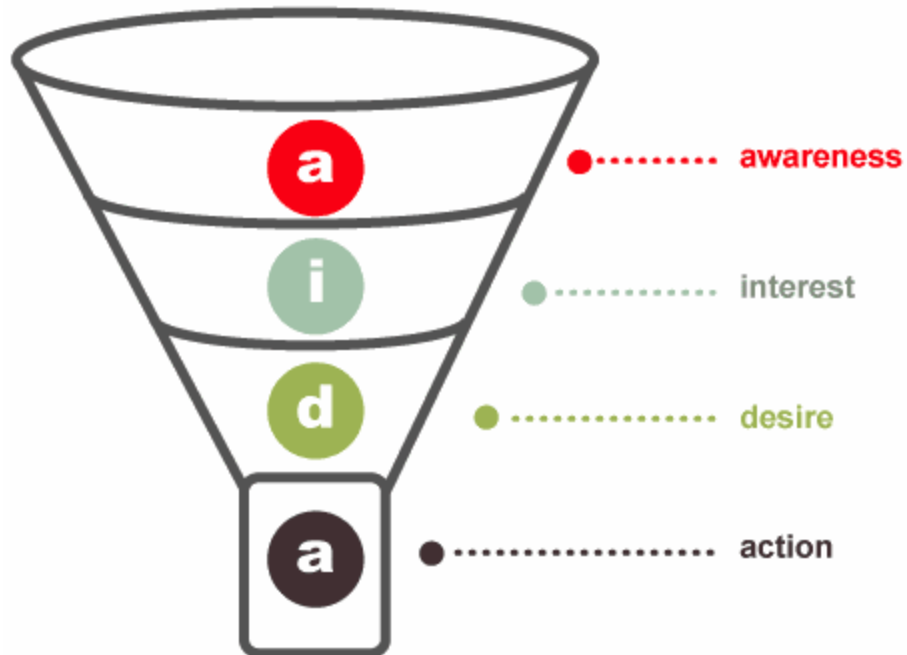 a awareness
i interest
d desire
a action